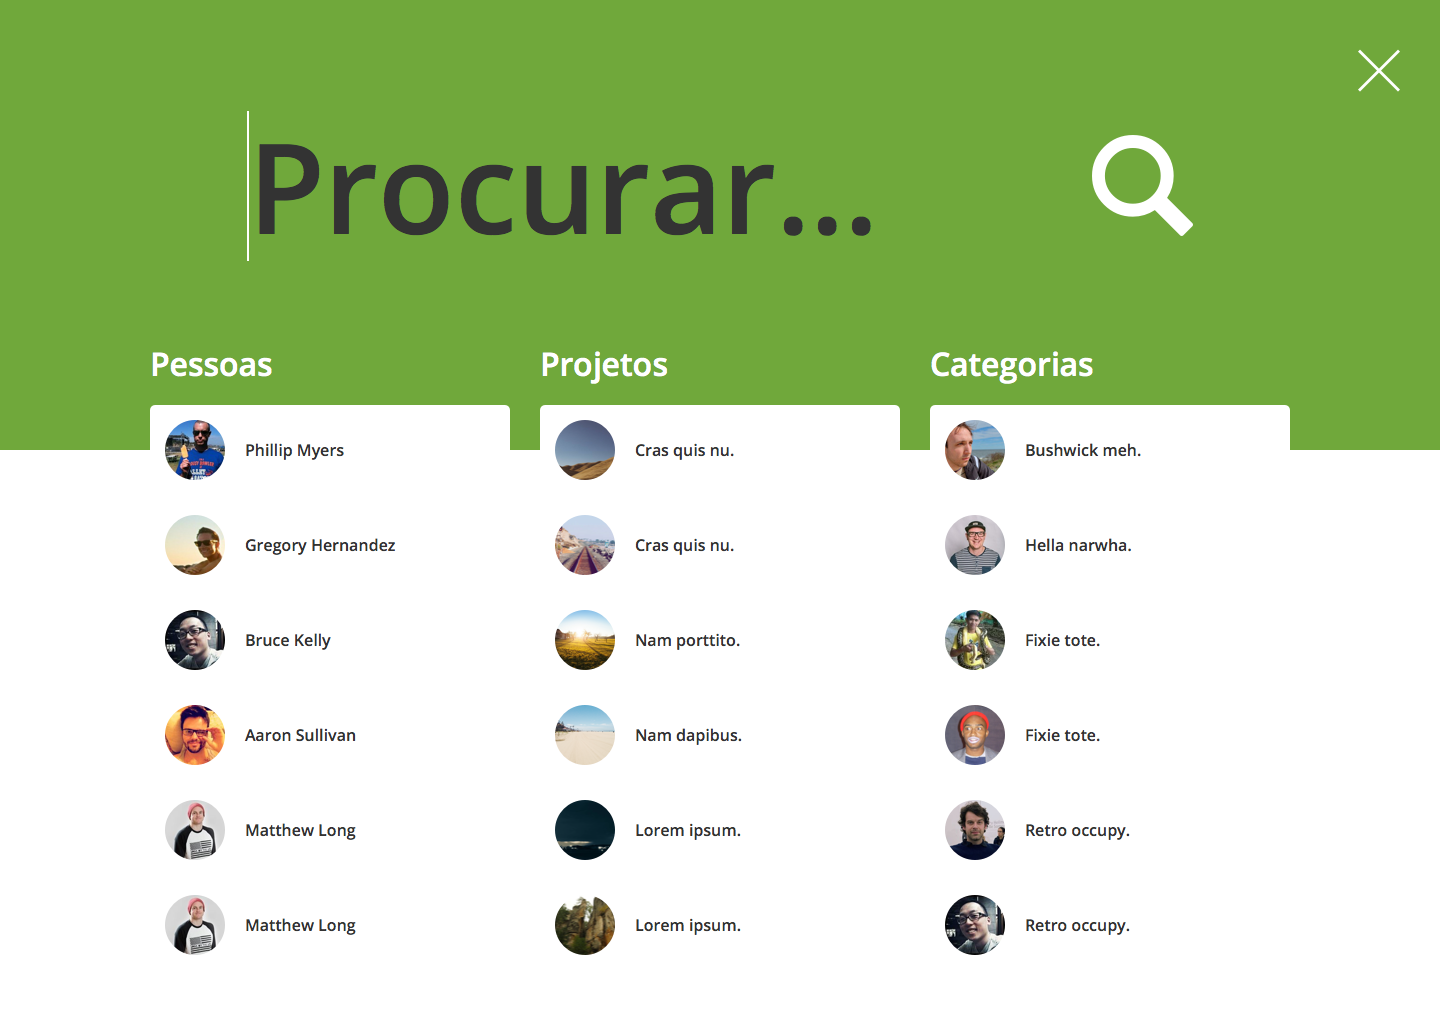 Procurar...
Pessoas
Phillip Myers
Gregory Hernandez
Bruce Kelly
Aaron Sullivan
Matthew Long
Matthew Long
Projetos
Cras quis nu.
Cras quis nu.
Nam porttito.
Nam dapibus.
Lorem ipsum.
Lorem ipsum.
Categorias
Bushwick meh.
Hella narwha.
Fixie tote.
Fixie tote.
Retro occupy.
Retro occupy.